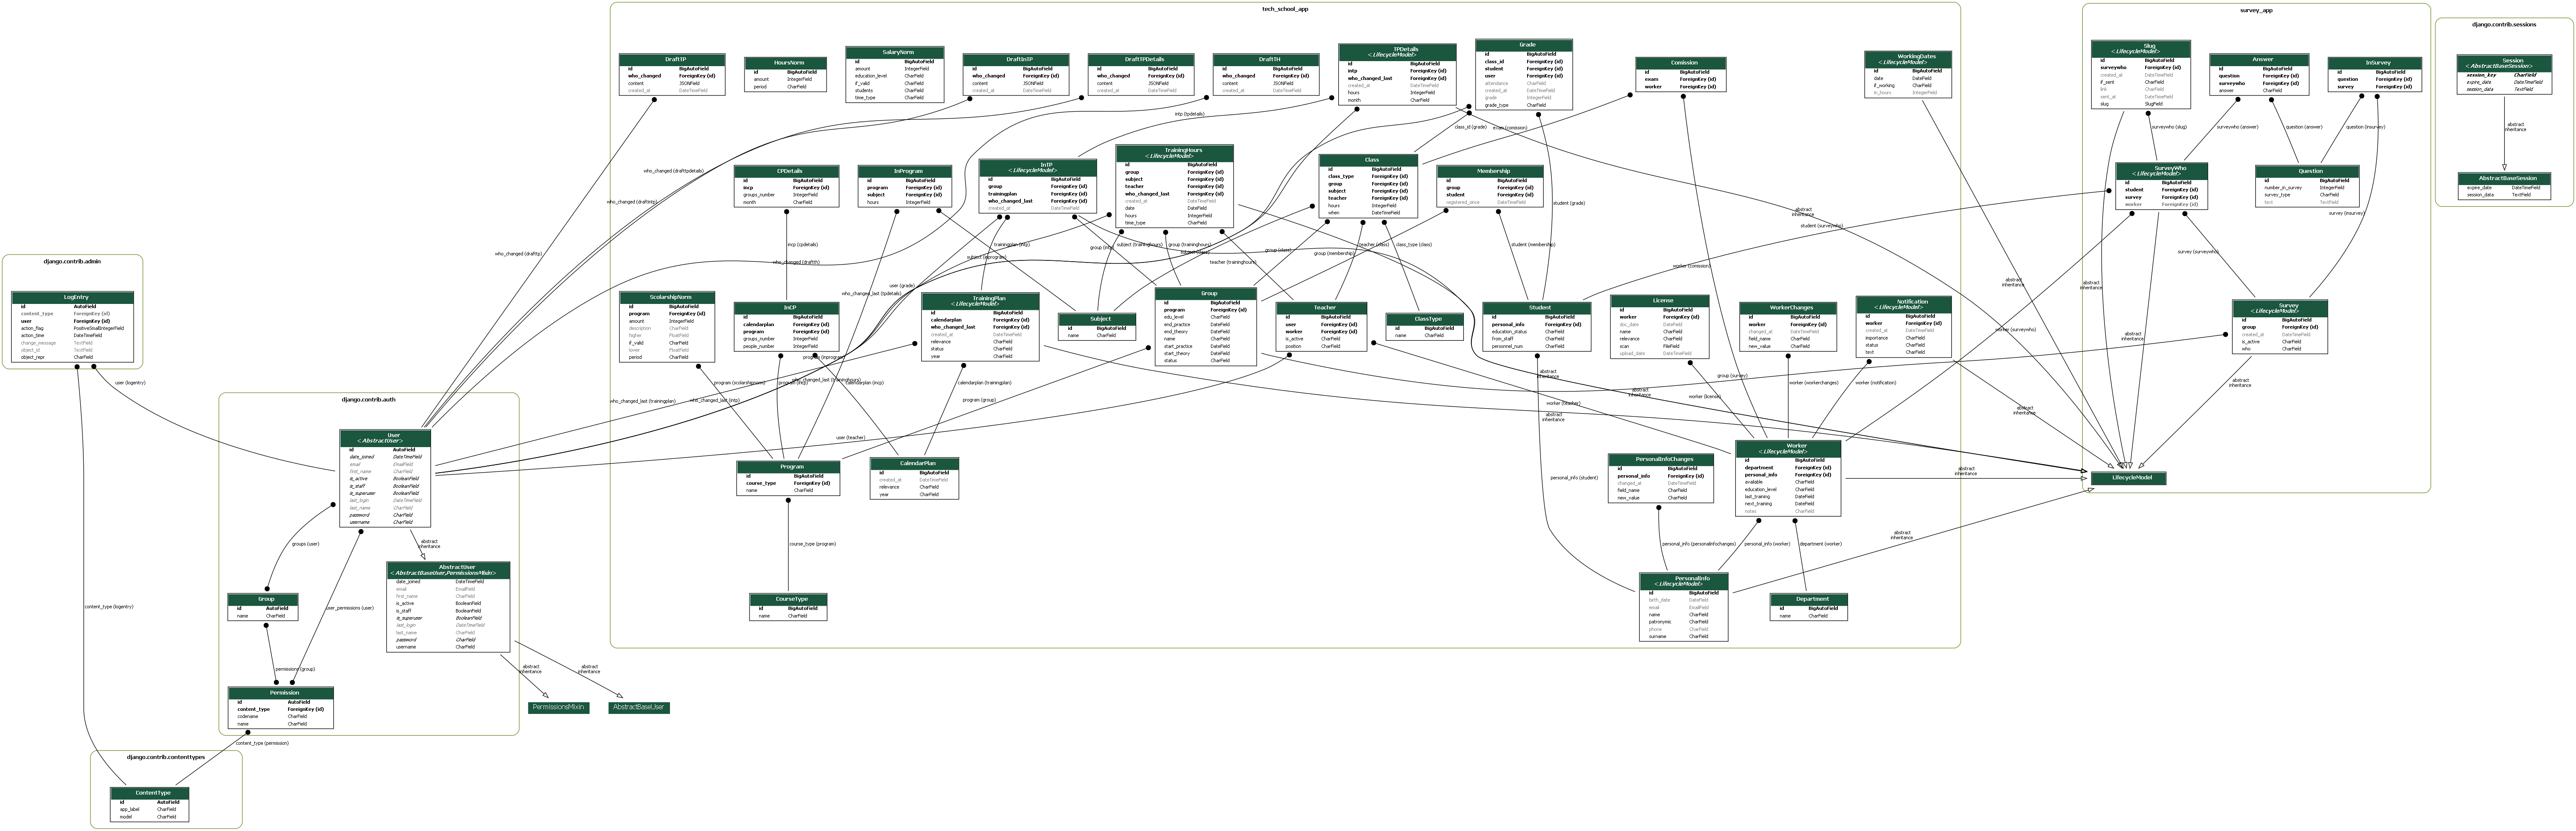 tech_school_app
DraftTP
id BigAutoField
who_changed ForeignKey (id)
content JSONField
created_at DateTimeField
HoursNorm
id BigAutoField
amount IntegerField
period CharField
SalaryNorm
id BigAutoField
amount IntegerField
education_level CharField
if_valid CharField
students CharField
time_type CharField
DraftInTP
id BigAutoField
who_changed ForeignKey (id)
content JSONField
created_at DateTimeField
DraftTPDetails
id BigAutoField
who_changed ForeignKey (id)
content JSONField
created_at DateTimeField
DraftTH
id BigAutoField
who_changed ForeignKey (id)
content JSONField
created_at DateTimeField
TPDetails
<LifecycleModel>
id BigAutoField
intp ForeignKey (id)
who_changed_last ForeignKey (id)
created_at DateTimeField
hours IntegerField
month CharField
Grade
id BigAutoField
class_id ForeignKey (id)
student ForeignKey (id)
user ForeignKey (id)
attendance CharField
created_at DateTimeField
grade IntegerField
grade_type CharField
Comission
id BigAutoField
exam ForeignKey (id)
worker ForeignKey (id)
WorkingDates
<LifecycleModel>
id BigAutoField
date DateField
if_working CharField
in_hours IntegerField
CPDetails
id BigAutoField
incp ForeignKey (id)
groups_number IntegerField
month CharField
InProgram
id BigAutoField
program ForeignKey (id)
subject ForeignKey (id)
hours IntegerField
InTP
<LifecycleModel>
id BigAutoField
group ForeignKey (id)
trainingplan ForeignKey (id)
who_changed_last ForeignKey (id)
created_at DateTimeField
TrainingHours
<LifecycleModel>
id BigAutoField
group ForeignKey (id)
subject ForeignKey (id)
teacher ForeignKey (id)
who_changed_last ForeignKey (id)
created_at DateTimeField
date DateField
hours IntegerField
time_type CharField
Class
id BigAutoField
class_type ForeignKey (id)
group ForeignKey (id)
subject ForeignKey (id)
teacher ForeignKey (id)
hours IntegerField
when DateTimeField
Membership
id BigAutoField
group ForeignKey (id)
student ForeignKey (id)
registered_since DateTimeField
ScolarshipNorm
id BigAutoField
program ForeignKey (id)
amount IntegerField
description CharField
higher FloatField
if_valid CharField
lower FloatField
period CharField
InCP
id BigAutoField
calendarplan ForeignKey (id)
program ForeignKey (id)
groups_number IntegerField
people_number IntegerField
TrainingPlan
<LifecycleModel>
id BigAutoField
calendarplan ForeignKey (id)
who_changed_last ForeignKey (id)
created_at DateTimeField
relevance CharField
status CharField
year CharField
Subject
id BigAutoField
name CharField
Group
id BigAutoField
program ForeignKey (id)
edu_level CharField
end_practice DateField
end_theory DateField
name CharField
start_practice DateField
start_theory DateField
status CharField
Teacher
id BigAutoField
user ForeignKey (id)
worker ForeignKey (id)
is_active CharField
position CharField
ClassType
id BigAutoField
name CharField
Student
id BigAutoField
personal_info ForeignKey (id)
education_status CharField
from_staff CharField
personnel_num CharField
License
id BigAutoField
worker ForeignKey (id)
doc_date DateField
name CharField
relevance CharField
scan FileField
upload_date DateTimeField
WorkerChanges
id BigAutoField
worker ForeignKey (id)
changed_at DateTimeField
field_name CharField
new_value CharField
Notification
<LifecycleModel>
id BigAutoField
worker ForeignKey (id)
created_at DateTimeField
importance CharField
status CharField
text CharField
Program
id BigAutoField
course_type ForeignKey (id)
name CharField
CalendarPlan
id BigAutoField
created_at DateTimeField
relevance CharField
year CharField
PersonalInfoChanges
id BigAutoField
personal_info ForeignKey (id)
changed_at DateTimeField
field_name CharField
new_value CharField
Worker
<LifecycleModel>
id BigAutoField
department ForeignKey (id)
personal_info ForeignKey (id)
available CharField
education_level CharField
last_training DateField
next_training DateField
notes CharField
CourseType
id BigAutoField
name CharField
PersonalInfo
<LifecycleModel>
id BigAutoField
birth_date DateField
email EmailField
name CharField
patronymic CharField
phone CharField
surname CharField
Department
id BigAutoField
name CharField
survey_app
Slug
<LifecycleModel>
id BigAutoField
surveywho ForeignKey (id)
created_at DateTimeField
if_sent CharField
link CharField
sent_at DateTimeField
slug SlugField
Answer
id BigAutoField
question ForeignKey (id)
surveywho ForeignKey (id)
answer CharField
InSurvey
id BigAutoField
question ForeignKey (id)
survey ForeignKey (id)
SurveyWho
<LifecycleModel>
id BigAutoField
student ForeignKey (id)
survey ForeignKey (id)
worker ForeignKey (id)
Question
id BigAutoField
number_in_survey IntegerField
survey_type CharField
text TextField
Survey
<LifecycleModel>
id BigAutoField
group ForeignKey (id)
created_at DateTimeField
is_active CharField
who CharField
LifecycleModel
django.contrib.sessions
Session
<AbstractBaseSession>
session_key CharField
expire_date DateTimeField
session_data TextField
abstract
inheritance
AbstractBaseSession
expire_date DateTimeField
session_data TextField
django.contrib.admin
LogEntry
id AutoField
content_type ForeignKey (id)
user ForeignKey (id)
action_flag PositiveSmallIntegerField
action_time DateTimeField
change_message TextField
object_id TextField
object_repr CharField
django.contrib.auth
User
<AbstractUser>
id AutoField
date_joined DateTimeField
email EmailField
first_name CharField
is_active BooleanField
is_staff BooleanField
is_superuser BooleanField
last_login DateTimeField
last_name CharField
password CharField
username CharField
AbstractUser
<AbstractBaseUser,PermissionsMixin>
date_joined DateTimeField
email EmailField
first_name CharField
is_active BooleanField
is_staff BooleanField
is_superuser BooleanField
last_login DateTimeField
last_name CharField
password CharField
username CharField
Group
id AutoField
name CharField
Permission
id AutoField
content_type ForeignKey (id)
codename CharField
name CharField
PermissionsMixin
AbstractBaseUser
django.contrib.contenttypes
ContentType
id AutoField
app_label CharField
model CharField
user (logentry)
content_type (logentry)
groups (user)
user_permissions (user)
permissions (group)
content_type (permission)
abstract
inheritance
abstract
inheritance
abstract
inheritance
who_changed (drafttp)
who_changed (draftintp)
who_changed (drafttpdetails)
who_changed (draftth)
intp (tpdetails)
who_changed_last (tpdetails)
class_id (grade)
student (grade)
user (grade)
exam (comission)
worker (comission)
incp (cpdetails)
subject (inprogram)
program (inprogram)
trainingplan (intp)
group (intp)
who_changed_last (intp)
subject (traininghours)
group (traininghours)
teacher (traininghours)
who_changed_last (traininghours)
group (class)
subject (class)
teacher (class)
class_type (class)
group (membership)
student (membership)
program (scolarshipnorm)
program (incp)
calendarplan (incp)
calendarplan (trainingplan)
who_changed_last (trainingplan)
program (group)
user (teacher)
worker (teacher)
personal_info (student)
worker (license)
worker (workerchanges)
worker (notification)
course_type (program)
personal_info (personalinfochanges)
personal_info (worker)
department (worker)
surveywho (slug)
surveywho (answer)
question (answer)
question (insurvey)
survey (insurvey)
student (surveywho)
survey (surveywho)
worker (surveywho)
group (survey)